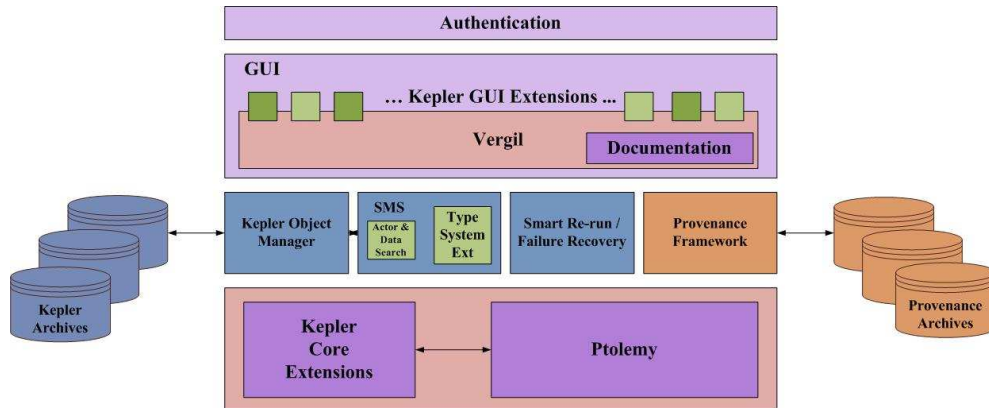 Authentication
GUI
... Kepler GUI Extensions ...
Vergil
Documentation
Kepler Object
Manager
SMS
Actor &
Data
Search
Type
System
Ext
Smart Re-run /
Failure Recovery
Provenance
Framework
Kepler
Archives
Provenance
Archives
Kepler
Core
Extensions
Ptolemy